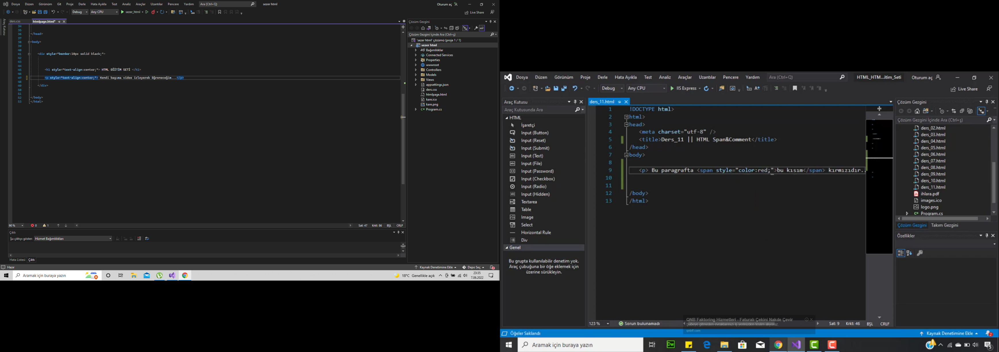 Dosya Düzen Görünüm Git Proje Derle Hata Ayıkla Test Analiz Araçlar Uzantılar Pencere Yardım Ara (Ctrl+Q) sezer html Oturum aç
Debug Any CPU sezer_html Live Share
Araç Kutusu
ders.css htmlpage.html*
34
35
36 </head>
37
38 <body>
39
40
41 <div style="border:10px solid black;">
42
43
44
45 <h1 style="text-align:center;"> HTML EĞİTİM SETİ </h1>
46
47 <p style="text-align:center;"> Kendi başıma video izleyerek öğreneceğim...</p>
48
49 </div>
50
51
52 </body>
53 </html>
90 % 0 1 Sat: 47 Krkt: 86 BŞL CRLF
Çıktı
Şu çıktıyı göster: Hizmet Bağımlılıkları
Hata Listesi Çıktı
Çözüm Gezgini
Çözüm Gezgini İçinde Ara (Ctrl+ş)
'sezer html' çözümü (proje 1 / 1)
sezer html
Bağımlılıklar
Connected Services
Properties
wwwroot
Controllers
Models
Views
appsettings.json
ders.css
htmlpage.html
kare.ico
kare.png
C# Program.cs
Hazır Kaynak Denetimine Ekle Depo Seç 2
Aramak için buraya yazın 18°C Genellikle açık 23:35
7.06.2022
Dosya Düzen Görünüm Git Proje Derle Hata Ayıkla Test Analiz Araçlar Uzantılar Pencere Yardım Ara (Ctrl+Q) HTML_HTM...itim_Seti Oturum aç
Debug Any CPU IIS Express Live Share
Araç Kutusu
Araç Kutusunda Ara
HTML
İşaretçi
Input (Button)
Input (Reset)
Input (Submit)
Input (Text)
Input (File)
Input (Password)
Input (Checkbox)
Input (Radio)
Input (Hidden)
Textarea
Table
Image
Select
Horizontal Rule
Div
Genel
Bu grupta kullanılabilir denetim yok.
Araç çubuğuna bir öğe eklemek için
üzerine sürükleyin.
ders_11.html
1 !DOCTYPE html>
2 html>
3 head>
4 <meta charset="utf-8" />
5 <title>Ders_11 || HTML Span&Comment</title>
6 /head>
7 body>
8
9 <p> Bu paragrafta <span style="color:red;">bu kısım</span> kırmızıdır..
10
11
12 /body>
13 /html>
123 % Sorun bulunamadı Sat: 9 Krkt: 46 BŞL CRLF
QNB Faktoring Hizmetleri - Faturalı Çekini Nakde Çevir
Şubeye gitmeden evraklarınızı iş yerinizden teslim alıyoruz.
qnbff.com
Çözüm Gezgini
Çözüm Gezgini İçinde Ara (Ctrl+ş)
ders_02.html
ders_03.html
ders_04.html
ders_05.html
ders_06.html
ders_07.html
ders_08.html
ders_09.html
ders_10.html
ders_11.html
ihlara.pdf
images.ico
logo.png
C# Program.cs
Çözüm Gezgini Takım Gezgini
Özellikler
Öğeler Saklandı Kaynak Denetimine Ekle 2
Aramak için buraya yazın Dw 5